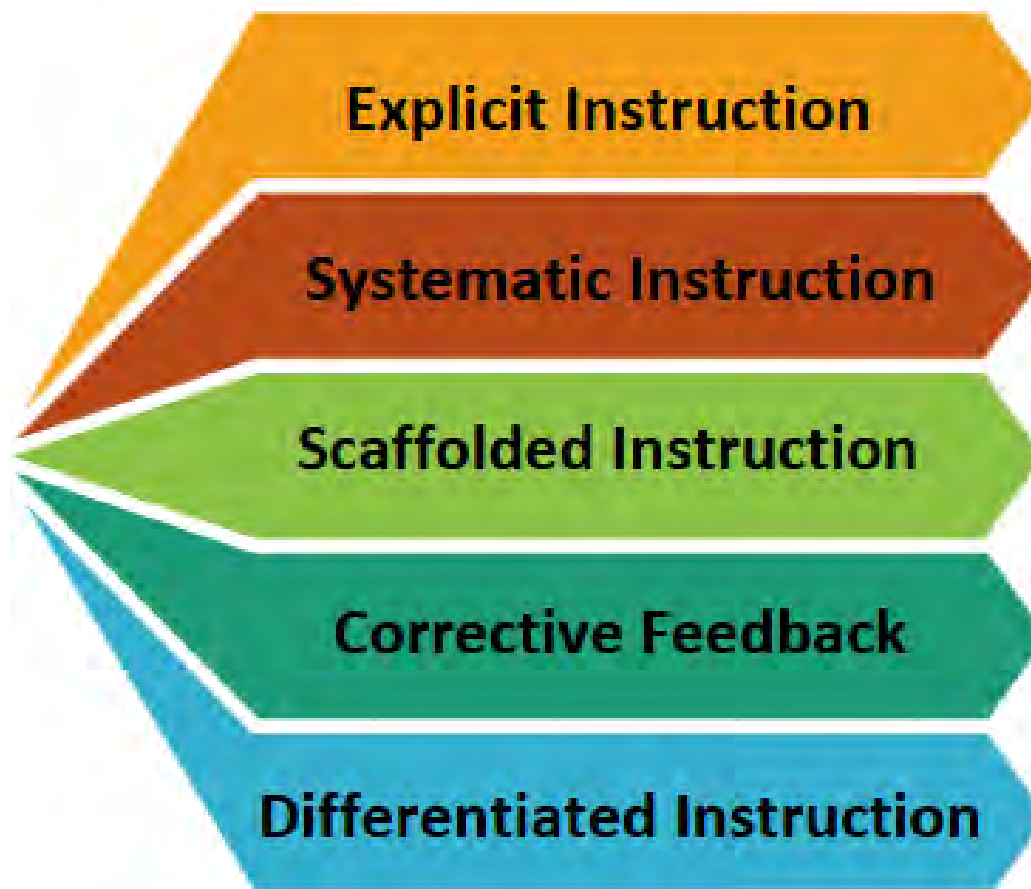 Explicit Instruction
Systematic Instruction
Scaffolded Instruction
Corrective Feedback
Differentiated Instruction